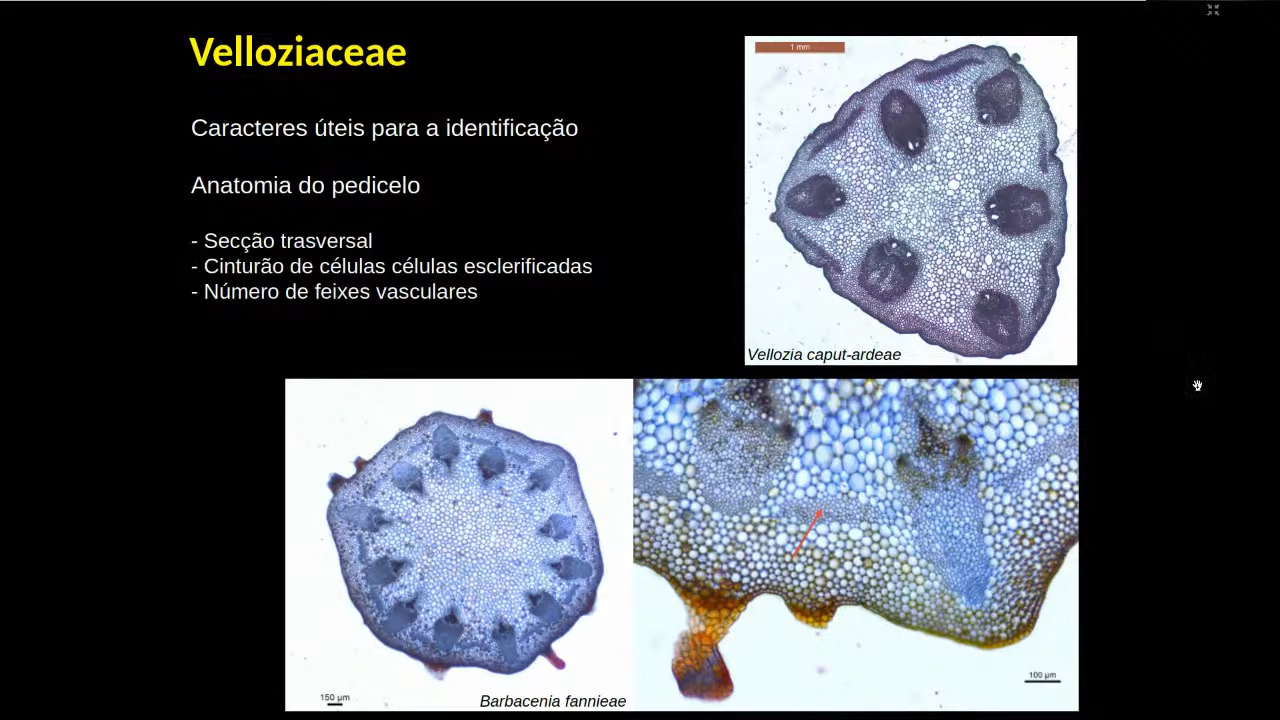 Velloziaceae
Caracteres úteis para a identificação
Anatomia do pedicelo
- Secção trasversal
- Cinturão de células células esclerificadas
- Número de feixes vasculares
1 mm
Vellozia caput-ardeae
150 µm
Barbacenia fannieae
100 µm